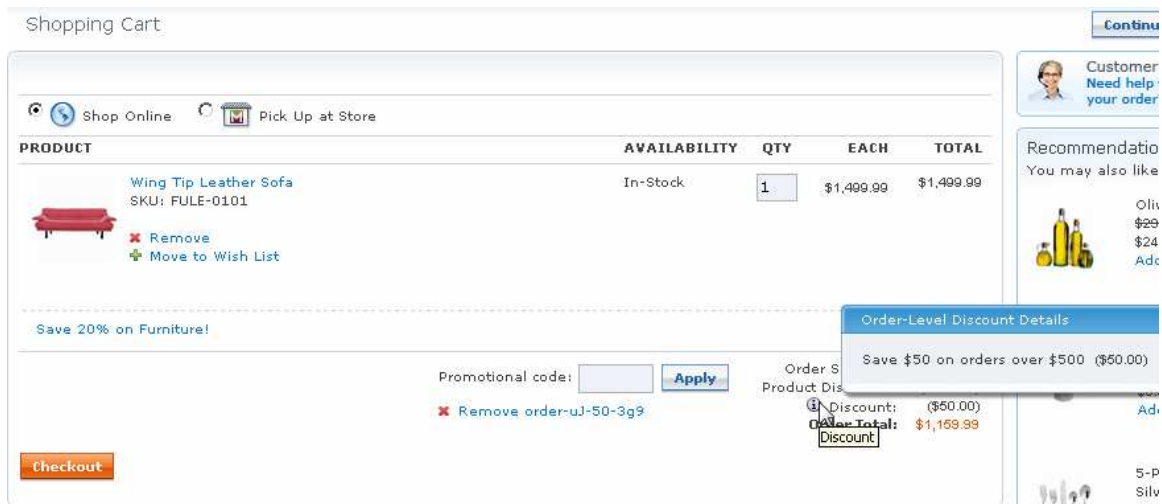 Shopping Cart
Continu
Customer
Need help
your order
Shop Online Pick Up at Store
PRODUCT AVAILABILITY QTY EACH TOTAL
Wing Tip Leather Sofa In-Stock 1 $1,499.99 $1,499.99
SKU: FULE-0101
Remove
Move to Wish List
Recommendatio
You may also like
Oliv
$29
$24
Add
Save 20% on Furniture!
Order-Level Discount Details
Save $50 on orders over $500 ($50.00)
Promotional code: Apply
Remove order-uJ-50-3g9
Order S
Product Dis
Discount: ($50.00)
Order Total: $1,159.99
Discount
Add
Checkout
5-P
Silv